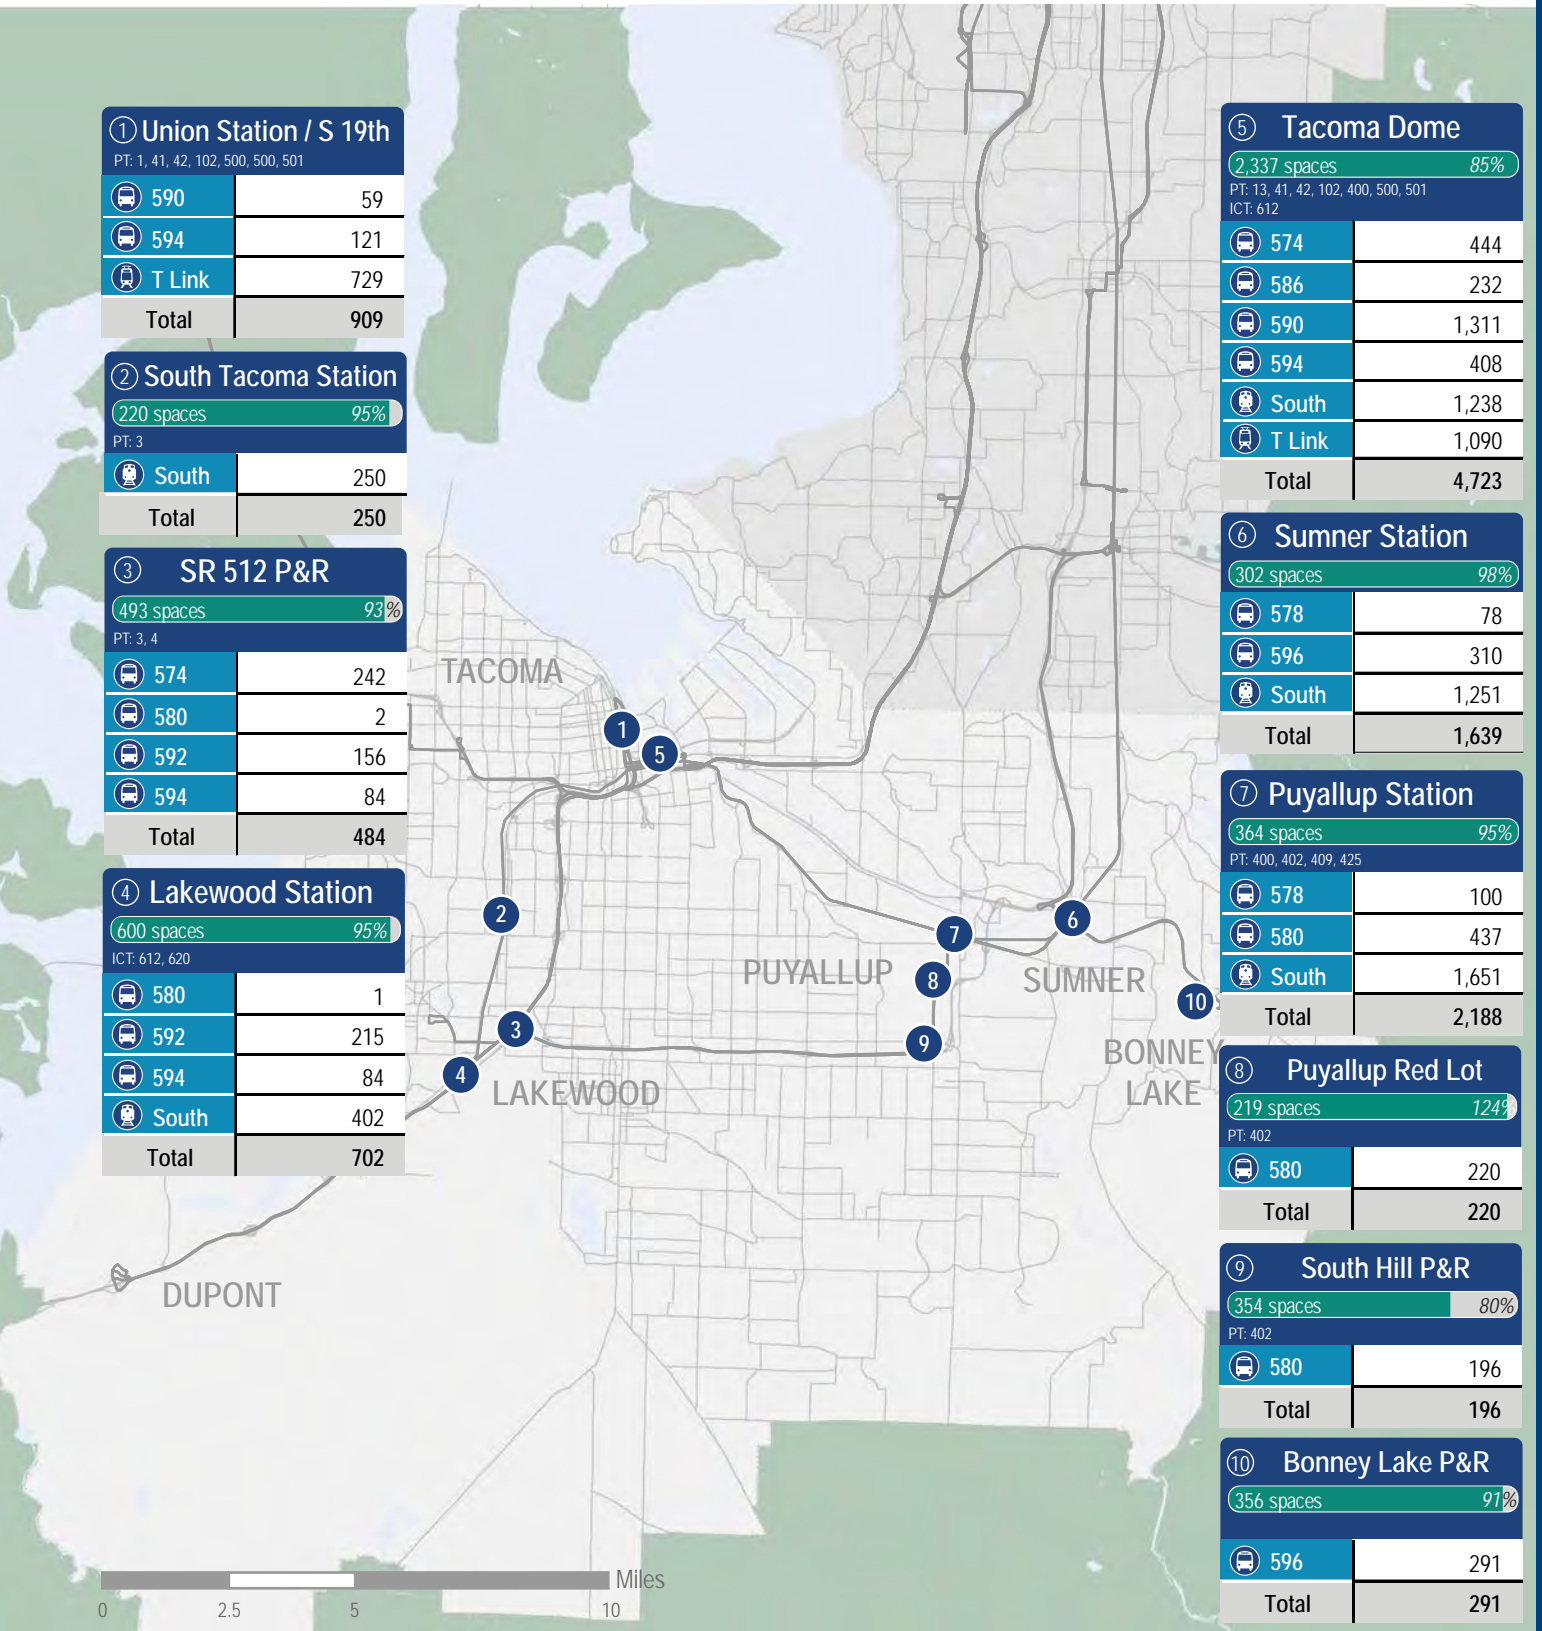 1 Union Station / S 19th
PT: 1, 41, 42, 102, 500, 500, 501
590 59
594 121
T Link 729
Total 909
2 South Tacoma Station
220 spaces 95%
PT: 3
South 250
Total 250
3 SR 512 P&R
493 spaces 93%
PT: 3, 4
574 242
580 2
592 156
594 84
Total 484
4 Lakewood Station
600 spaces 95%
ICT: 612, 620
580 1
592 215
594 84
South 402
Total 702
5 Tacoma Dome
2,337 spaces 85%
PT: 13, 41, 42, 102, 400, 500, 501
ICT: 612
574 444
586 232
590 1,311
594 408
South 1,238
T Link 1,090
Total 4,723
6 Sumner Station
302 spaces 98%
578 78
596 310
South 1,251
Total 1,639
7 Puyallup Station
364 spaces 95%
PT: 400, 402, 409, 425
578 100
580 437
South 1,651
Total 2,188
8 Puyallup Red Lot
219 spaces 124%
PT: 402
580 220
Total 220
9 South Hill P&R
354 spaces 80%
PT: 402
580 196
Total 196
10 Bonney Lake P&R
356 spaces 91%
596 291
Total 291
TACOMA
1
5
2
7
6
PUYALLUP
8
SUMNER
10
3
9
4
BONNEY
LAKE
LAKEWOOD
DUPONT
Miles
0 2.5 5 10